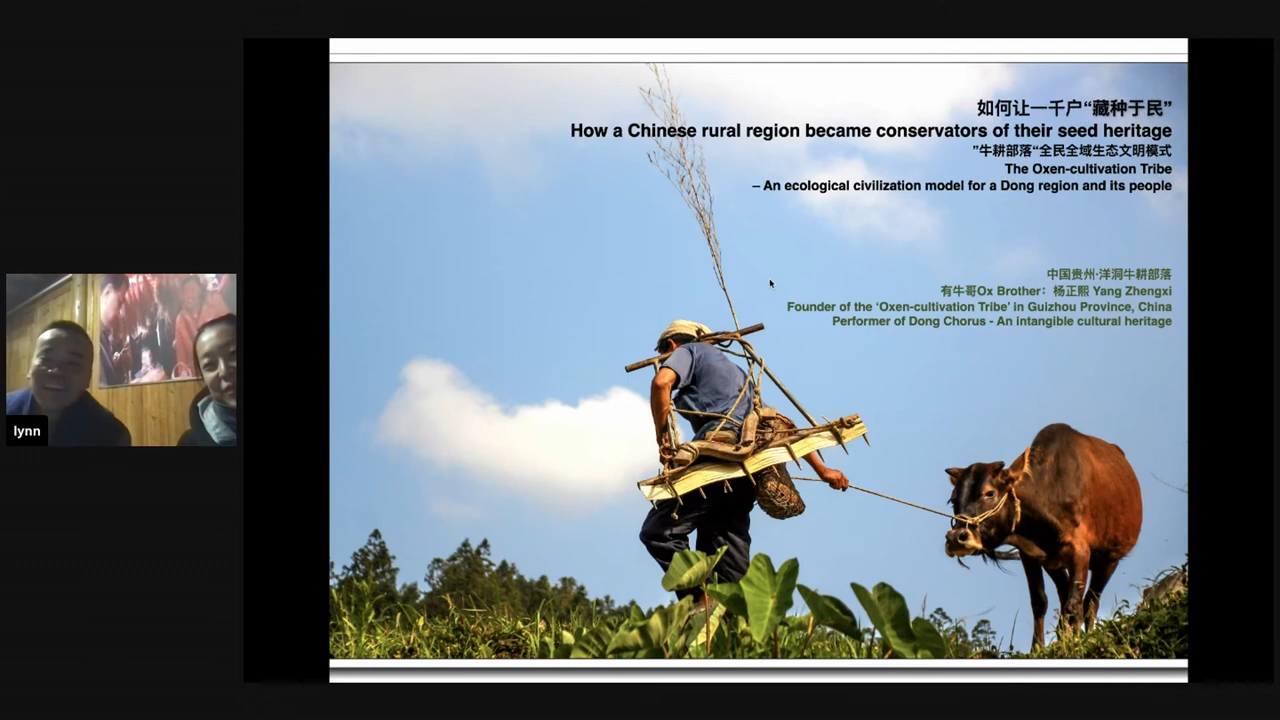 如何让一千户“藏种于民”
How a Chinese rural region became conservators of their seed heritage
”牛耕部落“全民全域生态文明模式
The Oxen-cultivation Tribe
– An ecological civilization model for a Dong region and its people
中国贵州·洋洞牛耕部落
有牛哥Ox Brother：杨正熙 Yang Zhengxi
Founder of the ‘Oxen-cultivation Tribe’ in Guizhou Province, China
Performer of Dong Chorus - An intangible cultural heritage
lynn